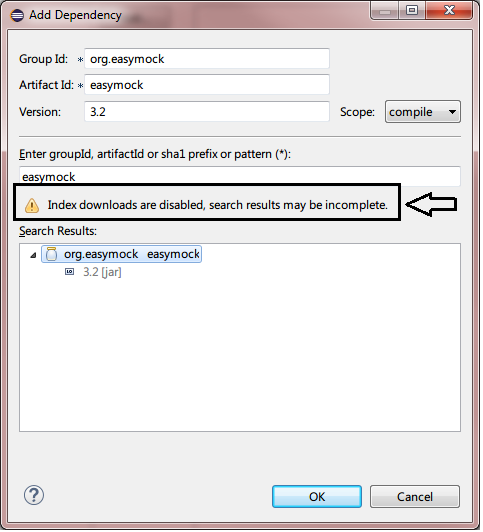 Add Dependency
Group Id: * org.easymock
Artifact Id: * easymock
Version: 3.2 Scope: compile
Enter groupId, artifactId or sha1 prefix or pattern (*):
easymock
Index downloads are disabled, search results may be incomplete.
Search Results:
org.easymock easymock
3.2 [jar]
? OK Cancel